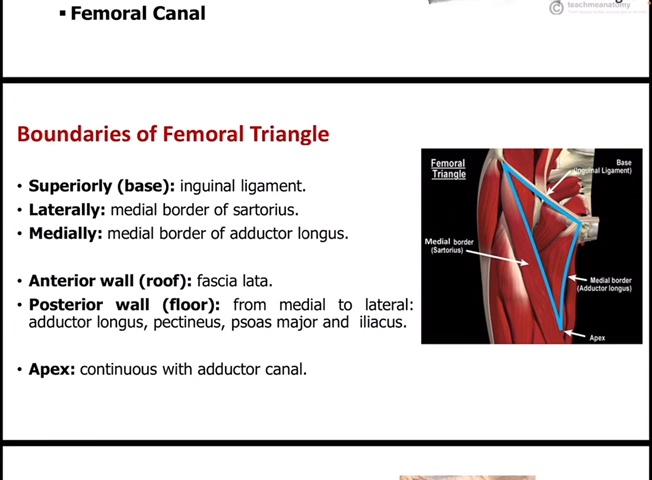 ▪ Femoral Canal
© teachmeanatomy
Boundaries of Femoral Triangle
• Superiorly (base): inguinal ligament.
• Laterally: medial border of sartorius.
• Medially: medial border of adductor longus.
• Anterior wall (roof): fascia lata.
• Posterior wall (floor): from medial to lateral:
adductor longus, pectineus, psoas major and iliacus.
• Apex: continuous with adductor canal.
Femoral
Triangle
Base
(Inguinal Ligament)
Medial border
(Sartorius)
Medial border
(Adductor longus)
Apex